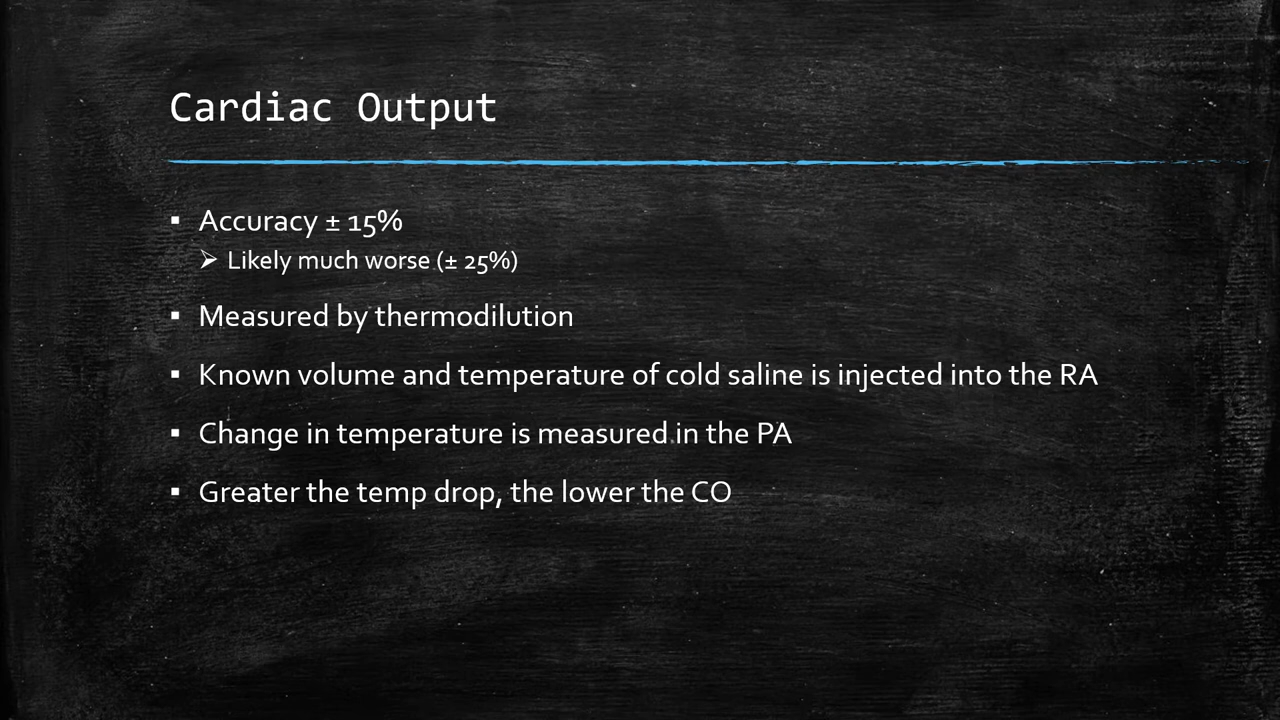 Cardiac Output
▪ Accuracy ± 15%
➢ Likely much worse (± 25%)
▪ Measured by thermodilution
▪ Known volume and temperature of cold saline is injected into the RA
▪ Change in temperature is measured in the PA
▪ Greater the temp drop, the lower the CO